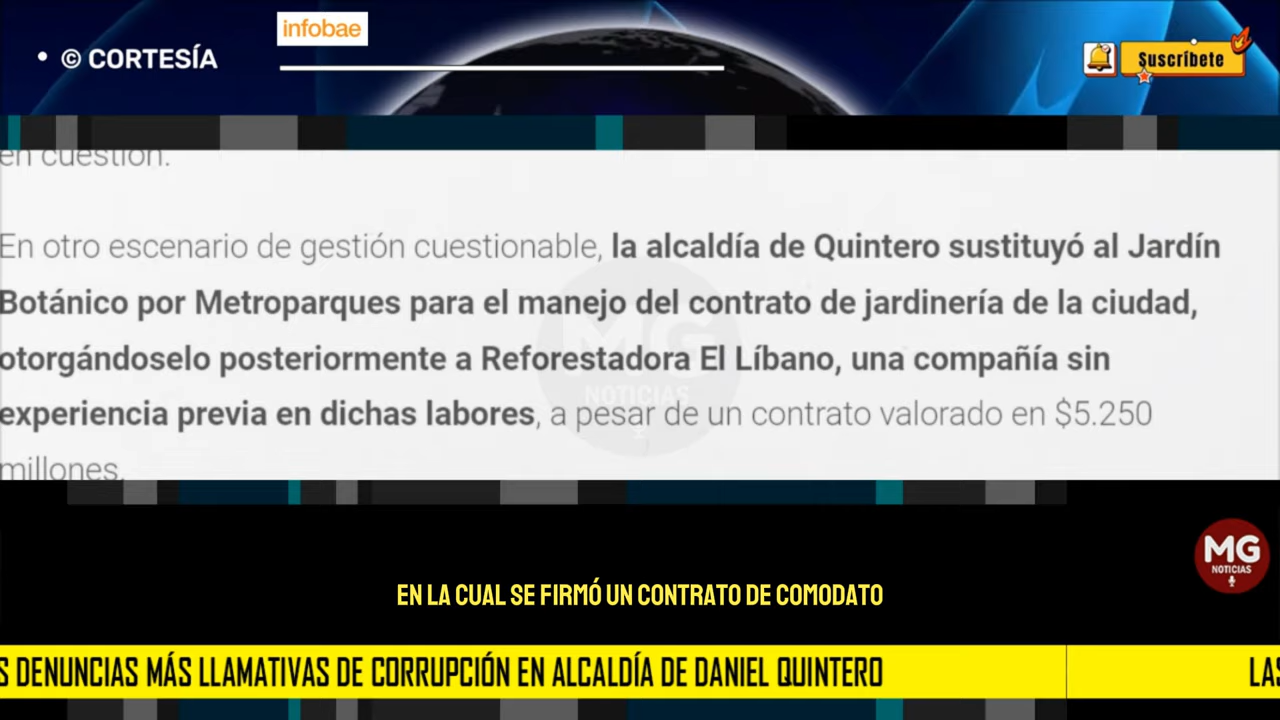 infobae
• © CORTESÍA
Suscríbete
en cuestión.
En otro escenario de gestión cuestionable, la alcaldía de Quintero sustituyó al Jardín
Botánico por Metroparques para el manejo del contrato de jardinería de la ciudad,
otorgándoselo posteriormente a Reforestadora El Líbano, una compañía sin
experiencia previa en dichas labores, a pesar de un contrato valorado en $5.250
millones.
MG
NOTICIAS
MG
NOTICIAS
EN LA CUAL SE FIRMÓ UN CONTRATO DE COMODATO
S DENUNCIAS MÁS LLAMATIVAS DE CORRUPCIÓN EN ALCALDÍA DE DANIEL QUINTERO
LAS